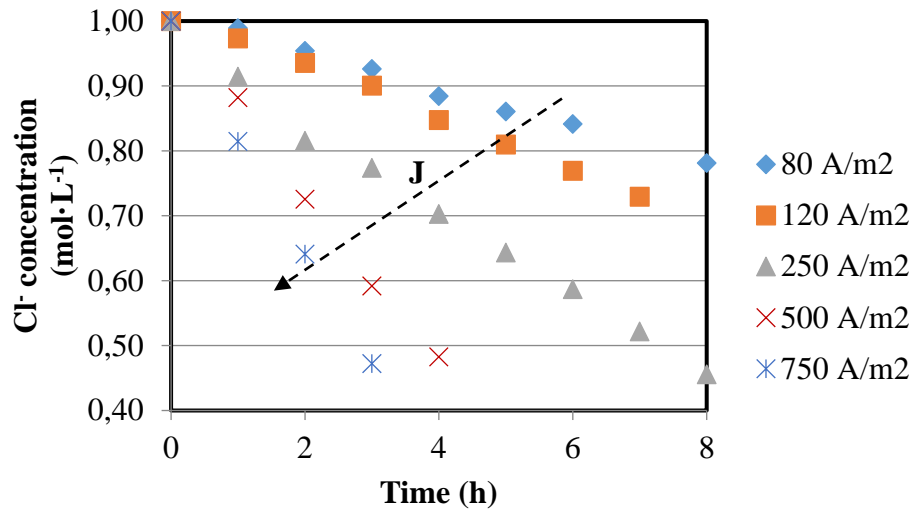 1,00
0,90
0,80
0,70
0,60
0,50
0,40
0
2
4
6
8
Cl⁻ concentration
(mol·L⁻¹)
Time (h)
J
80 A/m2
120 A/m2
250 A/m2
500 A/m2
750 A/m2